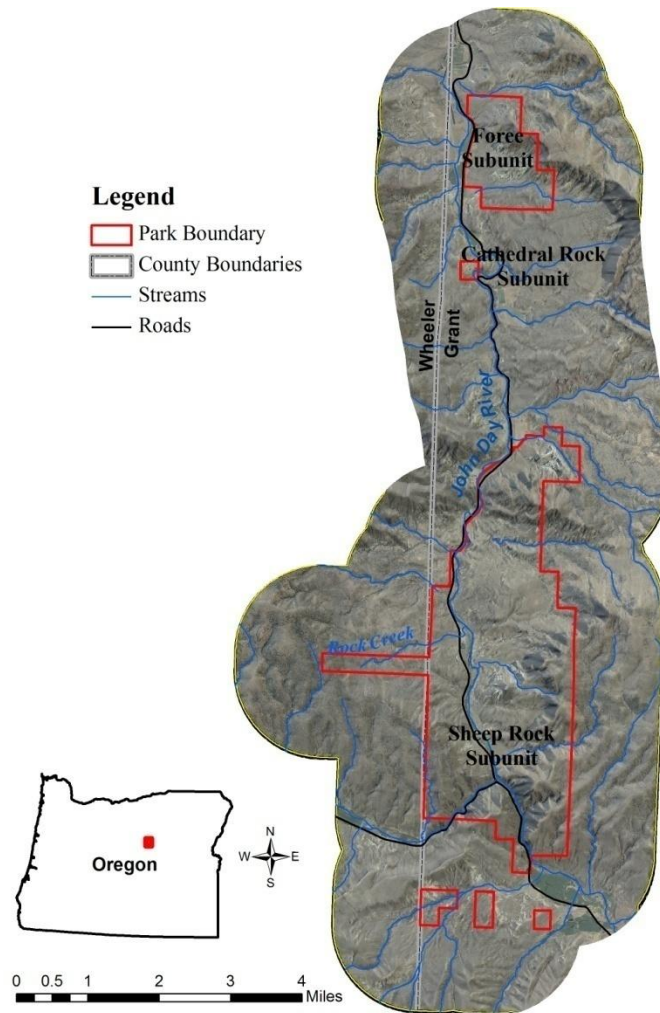 Foree
Subunit
Legend
Park Boundary
County Boundaries
Streams
Roads
Cathedral Rock
Subunit
Wheeler
Grant
John Day River
Rock Creek
Sheep Rock
Subunit
Oregon
N
W E
S
0 0.5 1 2 3 4
Miles